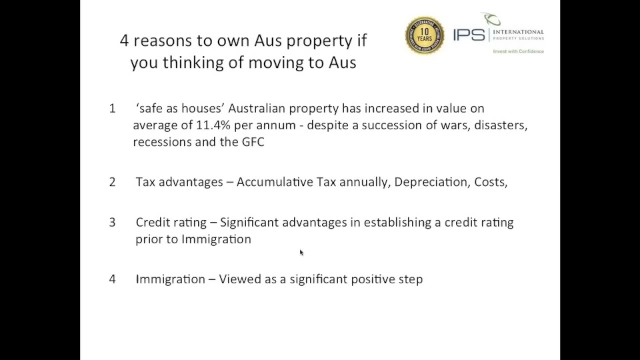 4 reasons to own Aus property if
you thinking of moving to Aus
10
YEARS
IPS
INTERNATIONAL
PROPERTY SOLUTIONS
Invest with Confidence
1 'safe as houses' Australian property has increased in value on
average of 11.4% per annum - despite a succession of wars, disasters,
recessions and the GFC
2 Tax advantages – Accumulative Tax annually, Depreciation, Costs,
3 Credit rating – Significant advantages in establishing a credit rating
prior to Immigration
4 Immigration – Viewed as a significant positive step